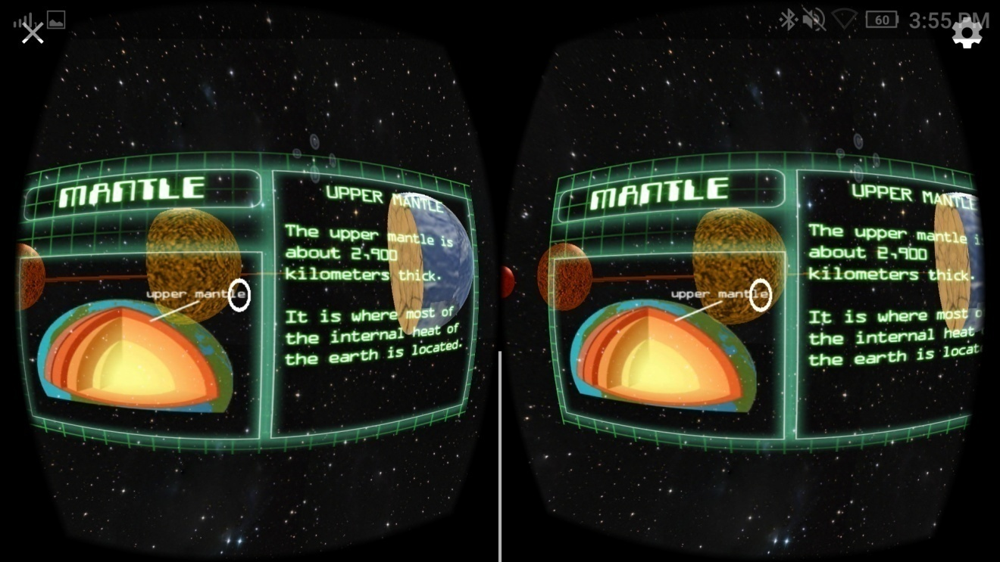 60 3:55 PM
MANTLE
UPPER MANTLE
The upper mantle is
about 2,900
kilometers thick.
upper mantle
It is where most of
the internal heat of
the earth is located.
MANTLE
UPPER MANTLE
The upper mantle is
about 2,900
kilometers thick.
upper mantle
It is where most o
the internal heat
the earth is locat